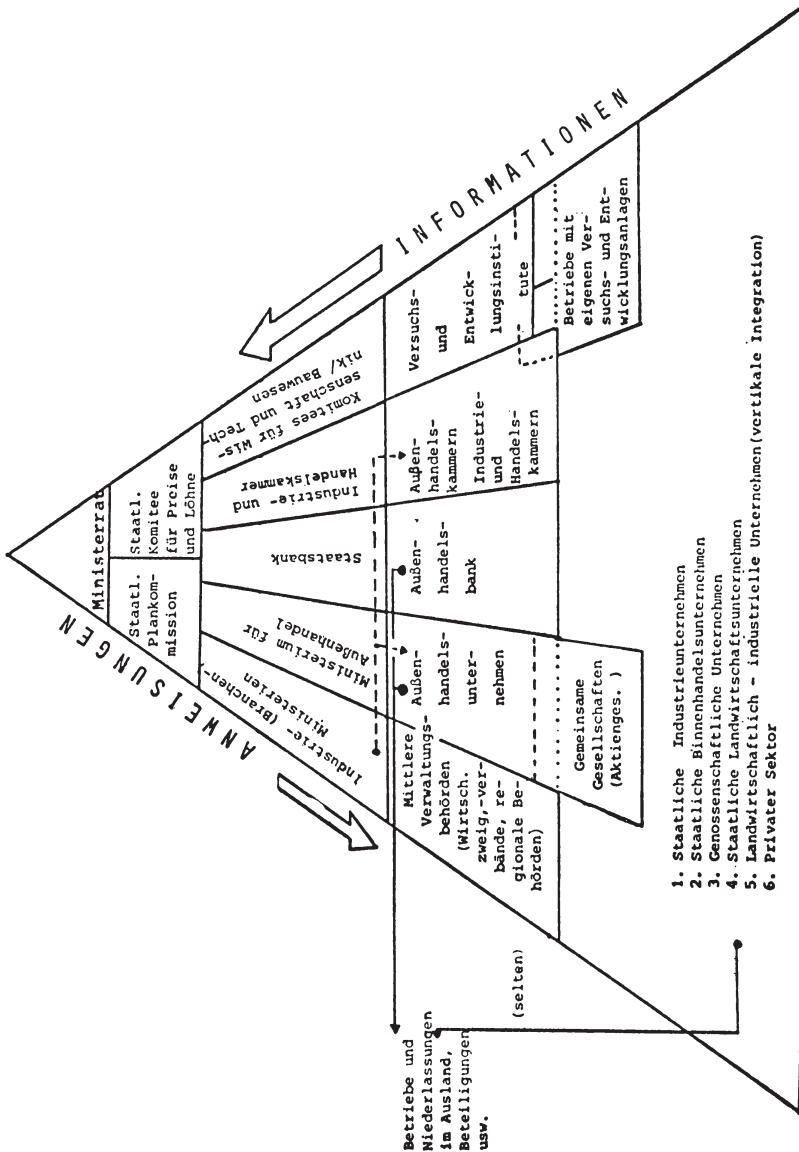 ANWEISUNGEN
INFORMATIONEN
Ministerrat
Staatl.
Plankom-
mission
Staatl.
Komitee
für Preise
und Löhne
Industrie- (Branchen-)
Ministerien
Ministerium für
Außenhandel
Staatsbank
Industrie - und
Handelskammer
Komitees für Wis-
senschaft und Tech-
nik/ Bauwesen
Mittlere
Verwaltungs-
behörden
(Wirtsch.
zweig,-ver-
bände, re-
gionale Be-
hörden)
Außen-
handels-
unter-
nehmen
Außen-
handels-
bank
Außen-
handels-
kammern
Industrie-
und
Handels-
kammern
Versuchs-
und
Entwick-
lungsinsti-
tute
Betriebe mit
eigenen Ver-
suchs- und Ent-
wicklungsanlagen
Gemeinsame
Gesellschaften
(Aktienges. )
Betriebe und
Niederlassungen
im Ausland,
Beteiligungen
usw.
(selten)
1. Staatliche Industrieunternehmen
2. Staatliche Binnenhandelsunternehmen
3. Genossenschaftliche Unternehmen
4. Staatliche Landwirtschaftsunternehmen
5. Landwirtschaftlich - industrielle Unternehmen (vertikale Integration)
6. Privater Sektor